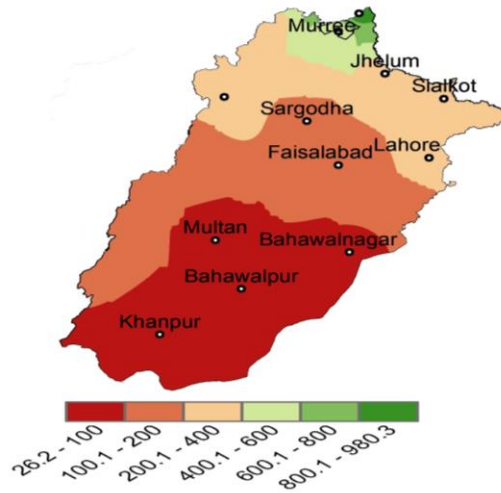 Murree
Jhelum
Sialkot
Sargodha
Lahore
Faisalabad
Multan
Bahawalnagar
Bahawalpur
Khanpur
26.2 - 100
100.1 - 200
200.1 - 400
400.1 - 600
600.1 - 800
800.1 - 980.3